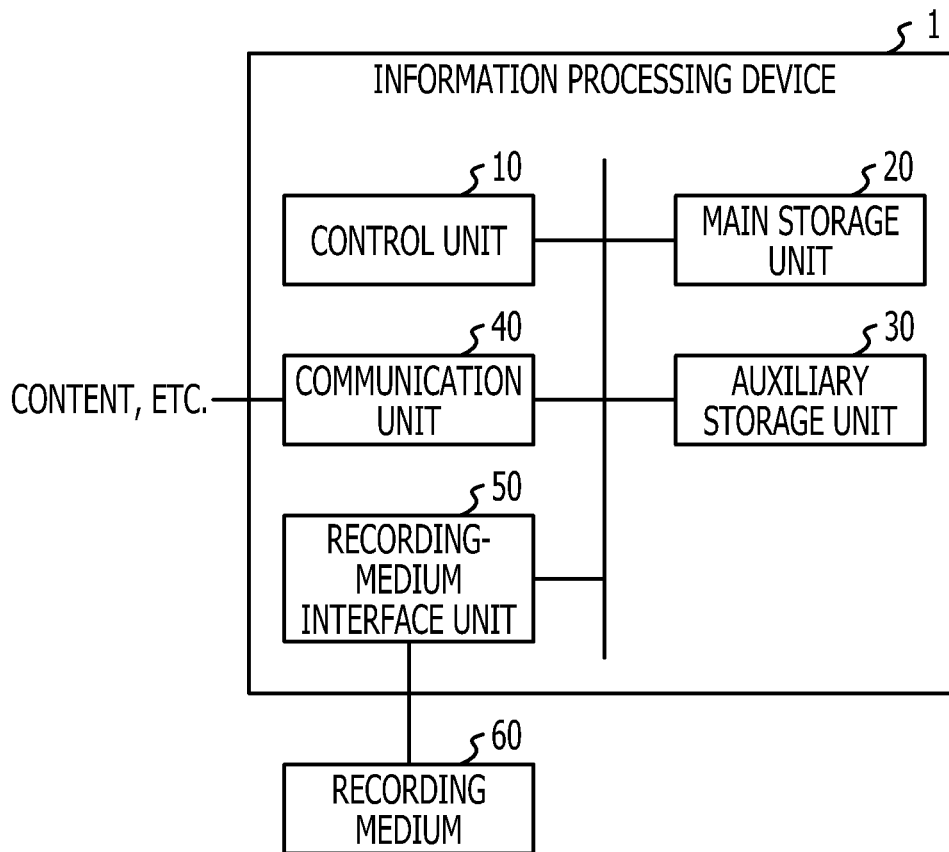 1
INFORMATION PROCESSING DEVICE
10
CONTROL UNIT
20
MAIN STORAGE
UNIT
40
COMMUNICATION
UNIT
30
AUXILIARY
STORAGE UNIT
CONTENT, ETC.
50
RECORDING-
MEDIUM
INTERFACE UNIT
60
RECORDING
MEDIUM